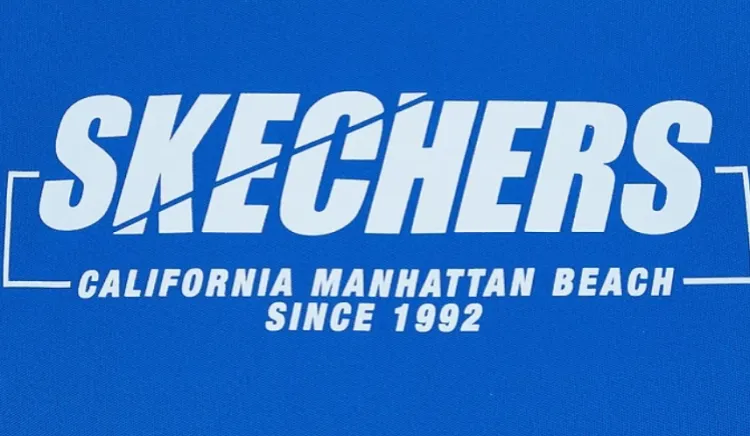 SKECHERS
CALIFORNIA MANHATTAN BEACH
SINCE 1992